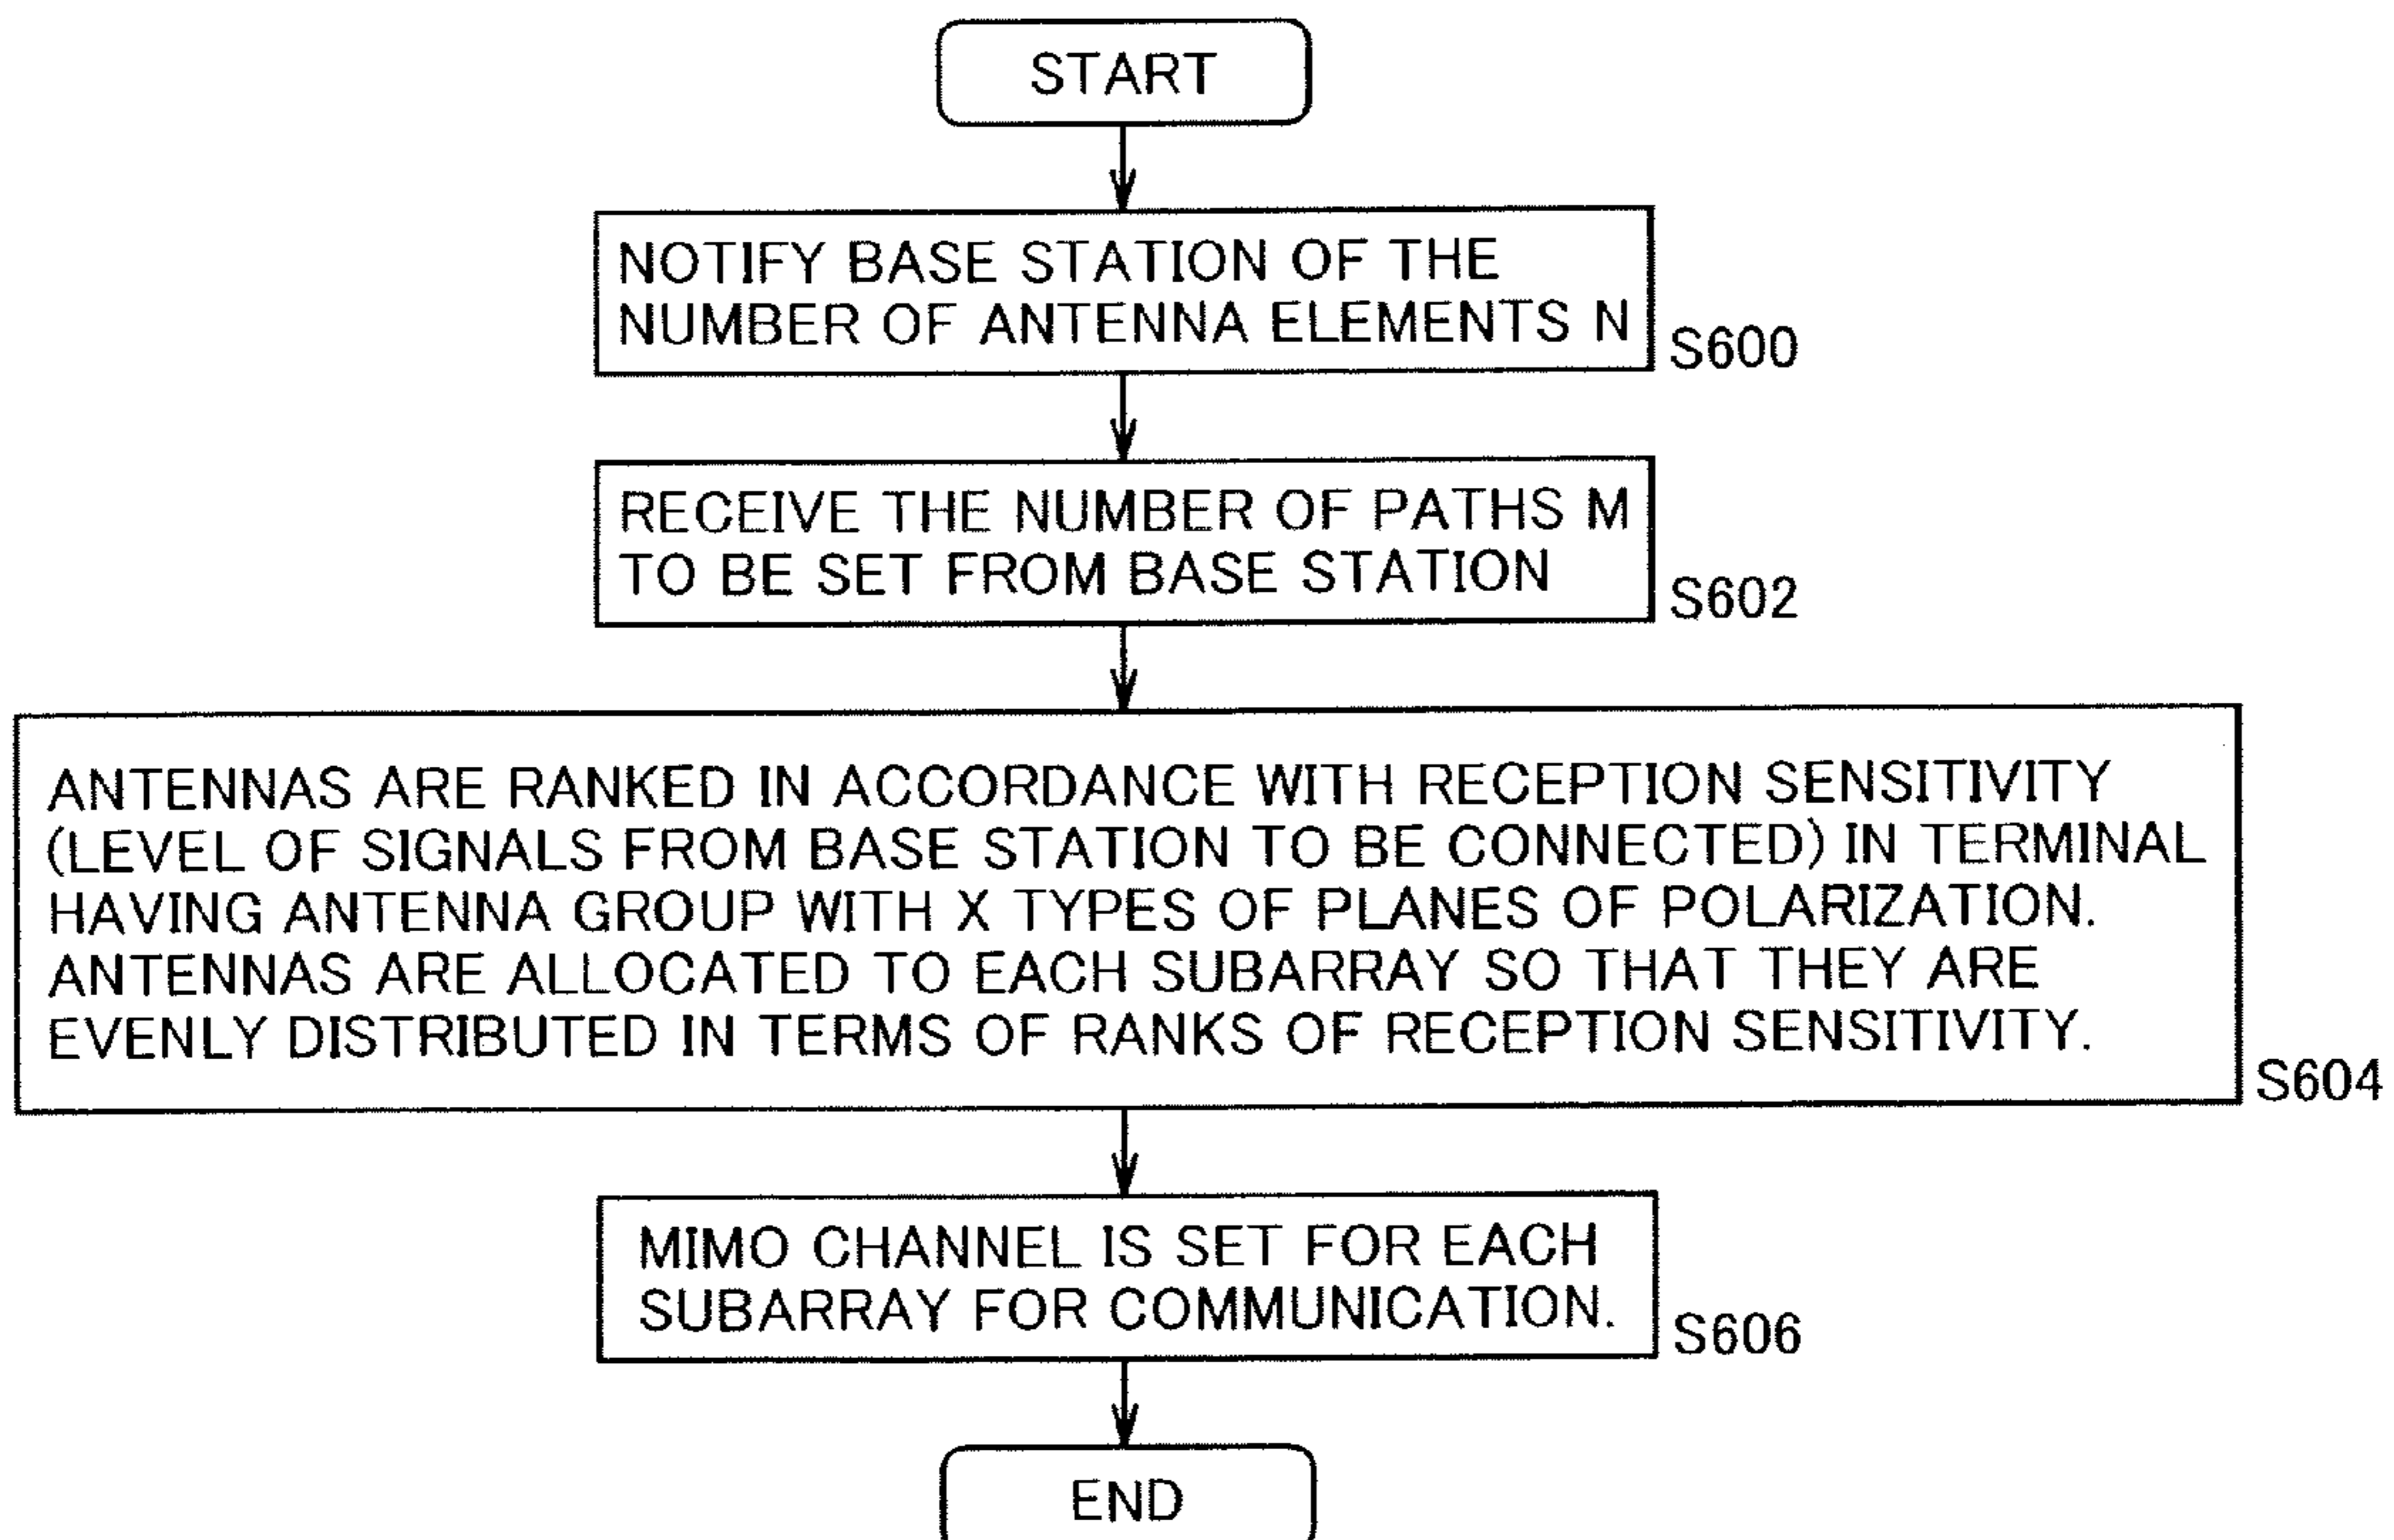 START
NOTIFY BASE STATION OF THE
NUMBER OF ANTENNA ELEMENTS N
S600
RECEIVE THE NUMBER OF PATHS M
TO BE SET FROM BASE STATION
S602
ANTENNAS ARE RANKED IN ACCORDANCE WITH RECEPTION SENSITIVITY
(LEVEL OF SIGNALS FROM BASE STATION TO BE CONNECTED) IN TERMINAL
HAVING ANTENNA GROUP WITH X TYPES OF PLANES OF POLARIZATION.
ANTENNAS ARE ALLOCATED TO EACH SUBARRAY SO THAT THEY ARE
EVENLY DISTRIBUTED IN TERMS OF RANKS OF RECEPTION SENSITIVITY.
S604
MIMO CHANNEL IS SET FOR EACH
SUBARRAY FOR COMMUNICATION.
S606
END